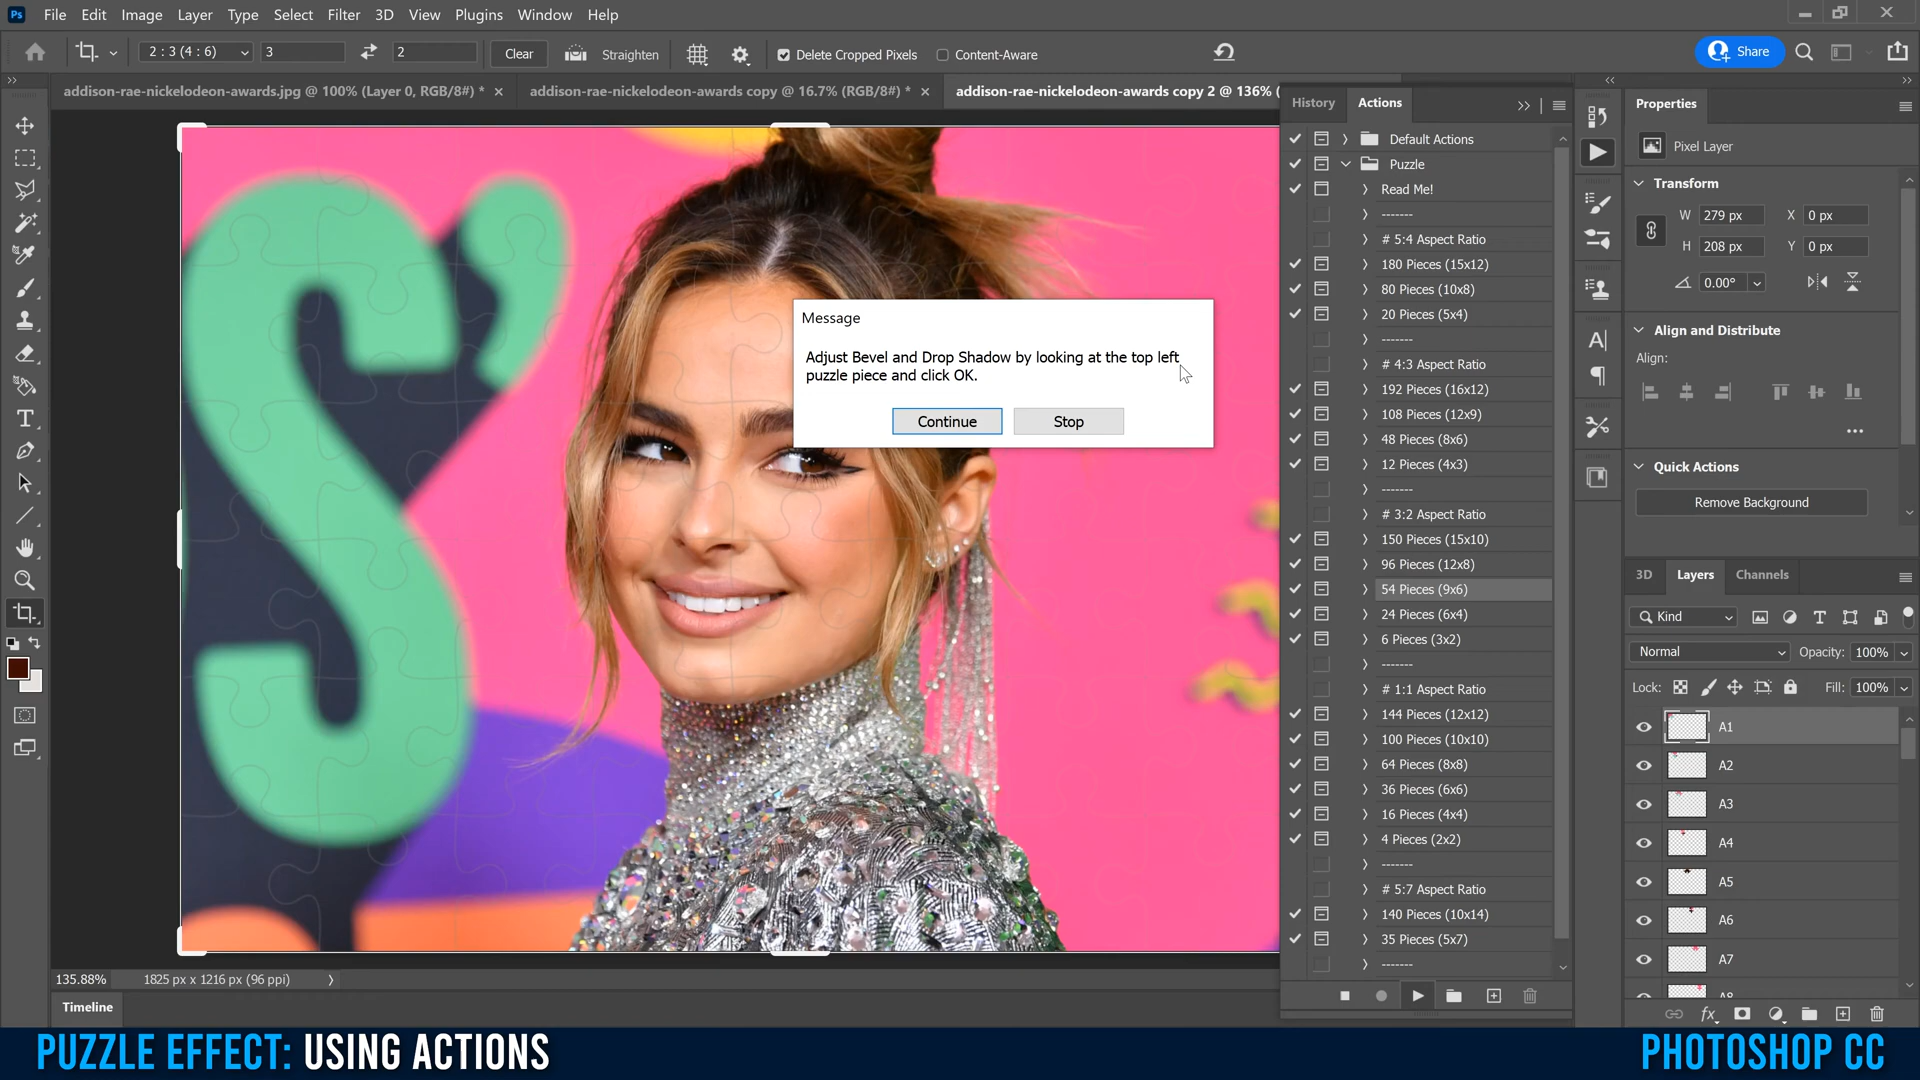 Ps File Edit Image Layer Type Select Filter 3D View Plugins Window Help
2 : 3 (4 : 6) 3 2 Clear Straighten Delete Cropped Pixels Content-Aware Share
addison-rae-nickelodeon-awards.jpg @ 100% (Layer 0, RGB/8#) * addison-rae-nickelodeon-awards copy @ 16.7% (RGB/8#) * addison-rae-nickelodeon-awards copy 2 @ 136% (
History Actions
Default Actions
Puzzle
Read Me!
-------
# 5:4 Aspect Ratio
180 Pieces (15x12)
80 Pieces (10x8)
20 Pieces (5x4)
-------
# 4:3 Aspect Ratio
192 Pieces (16x12)
108 Pieces (12x9)
48 Pieces (8x6)
12 Pieces (4x3)
-------
# 3:2 Aspect Ratio
150 Pieces (15x10)
96 Pieces (12x8)
54 Pieces (9x6)
24 Pieces (6x4)
6 Pieces (3x2)
-------
# 1:1 Aspect Ratio
144 Pieces (12x12)
100 Pieces (10x10)
64 Pieces (8x8)
36 Pieces (6x6)
16 Pieces (4x4)
4 Pieces (2x2)
-------
# 5:7 Aspect Ratio
140 Pieces (10x14)
35 Pieces (5x7)
-------
Message
Adjust Bevel and Drop Shadow by looking at the top left
puzzle piece and click OK.
Continue Stop
S'
Properties
Pixel Layer
Transform
W 279 px X 0 px
H 208 px Y 0 px
0.00°
Align and Distribute
Align:
Quick Actions
Remove Background
3D Layers Channels
Kind
Normal Opacity: 100%
Lock: Fill: 100%
A1
A2
A3
A4
A5
A6
A7
A8
135.88% 1825 px x 1216 px (96 ppi)
Timeline
PUZZLE EFFECT: USING ACTIONS
PHOTOSHOP CC